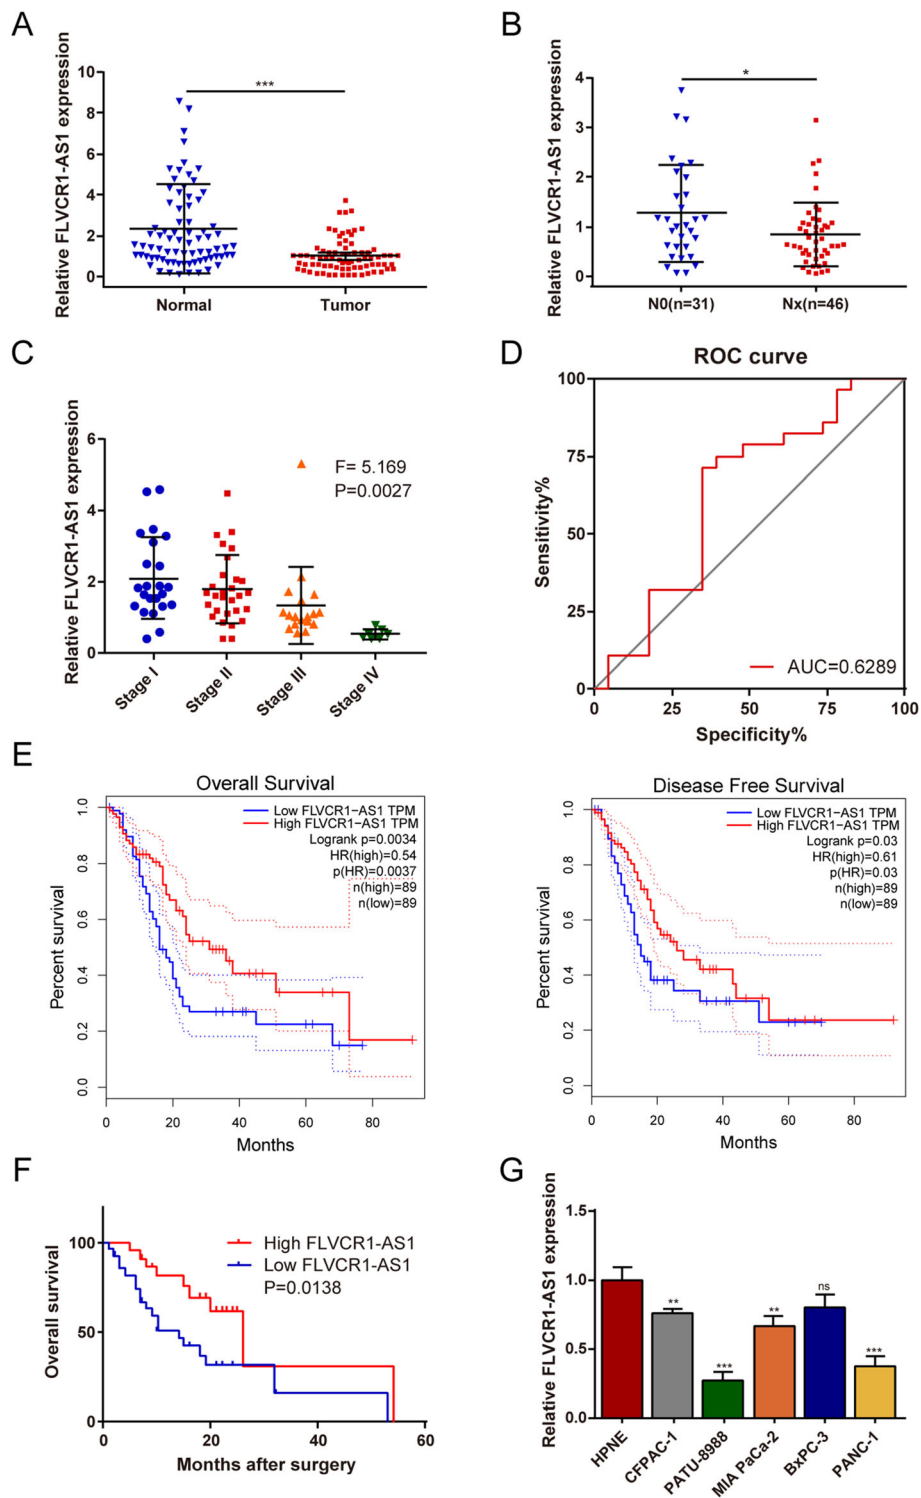 A
Relative FLVCR1-AS1 expression
10
8
6
4
2
0
***
Normal
Tumor
B
Relative FLVCR1-AS1 expression
4
3
2
1
0
*
N0(n=31)
Nx(n=46)
C
Relative FLVCR1-AS1 expression
6
4
2
0
F= 5.169
P=0.0027
Stage I
Stage II
Stage III
Stage IV
D
ROC curve
Sensitivity%
100
75
50
25
0
AUC=0.6289
0
25
50
75
100
Specificity%
E
Overall Survival
Percent survival
1.0
0.8
0.6
0.4
0.2
0.0
Low FLVCR1−AS1 TPM
High FLVCR1−AS1 TPM
Logrank p=0.0034
HR(high)=0.54
p(HR)=0.0037
n(high)=89
n(low)=89
0
20
40
60
80
Months
Disease Free Survival
Percent survival
1.0
0.8
0.6
0.4
0.2
0.0
Low FLVCR1−AS1 TPM
High FLVCR1−AS1 TPM
Logrank p=0.03
HR(high)=0.61
p(HR)=0.03
n(high)=89
n(low)=89
0
20
40
60
80
Months
F
Overall survival
100
50
0
High FLVCR1-AS1
Low FLVCR1-AS1
P=0.0138
0
20
40
60
Months after surgery
G
Relative FLVCR1-AS1 expression
1.5
1.0
0.5
0.0
**
***
**
ns
***
HPNE
CFPAC-1
PATU-8988
MIA PaCa-2
BxPC-3
PANC-1